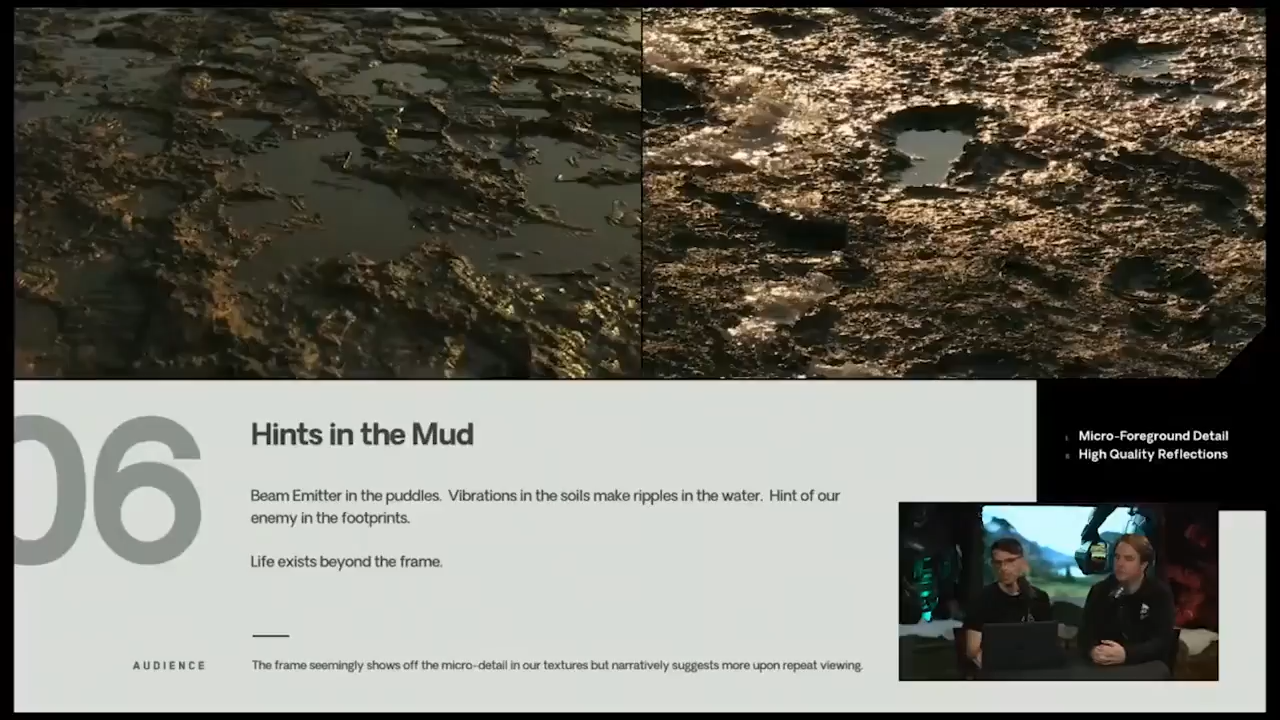 06
Hints in the Mud
Beam Emitter in the puddles. Vibrations in the soils make ripples in the water. Hint of our
enemy in the footprints.
Life exists beyond the frame.
AUDIENCE
The frame seemingly shows off the micro-detail in our textures but narratively suggests more upon repeat viewing.
Micro-Foreground Detail
High Quality Reflections